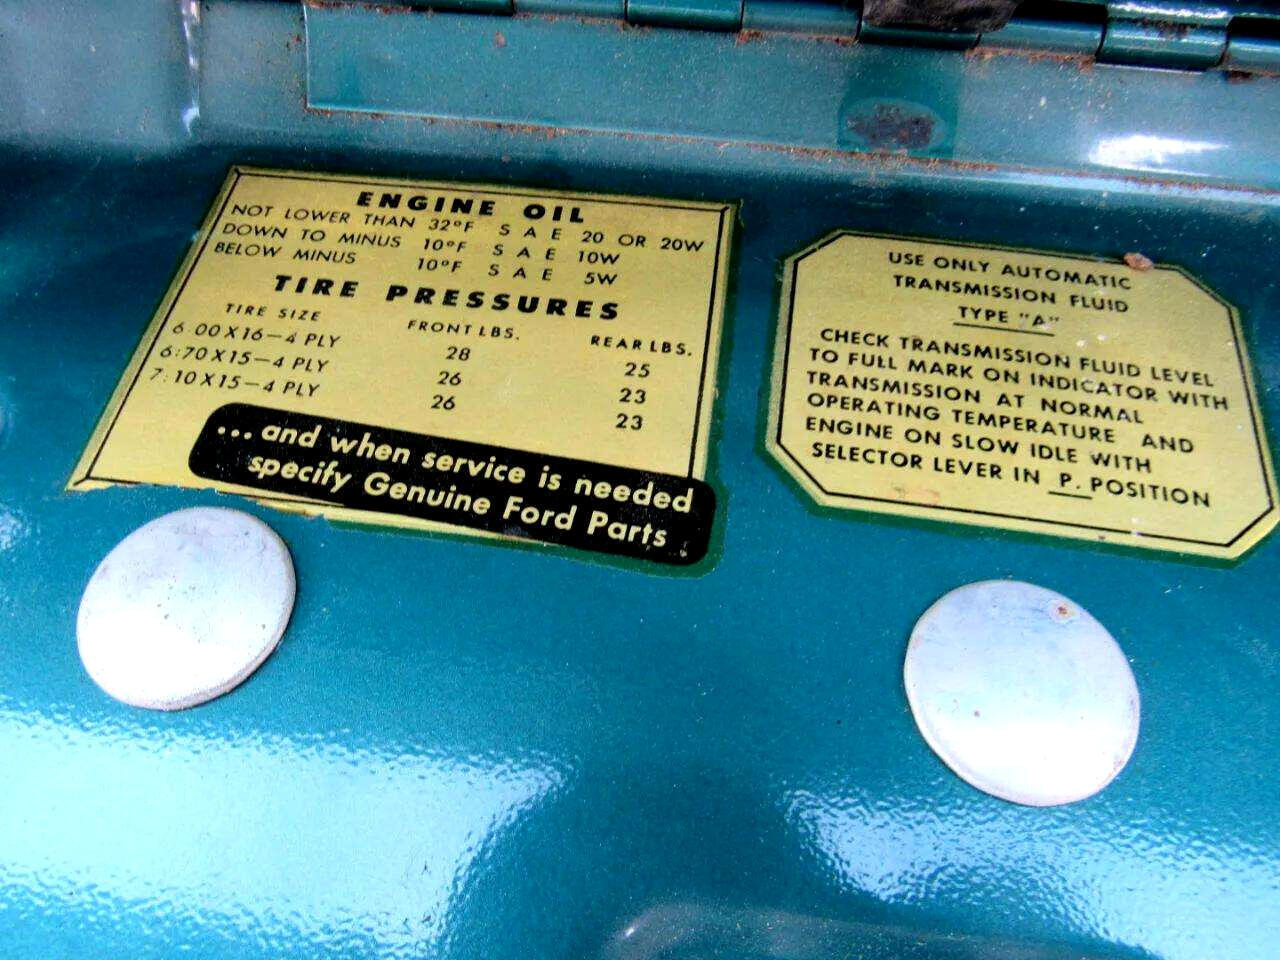 ENGINE OIL
NOT LOWER THAN 32°F S A E 20 OR 20W
DOWN TO MINUS 10°F S A E 10W
BELOW MINUS 10°F S A E 5W
TIRE PRESSURES
TIRE SIZE FRONT LBS. REAR LBS.
6.00X16-4 PLY 28 25
6:70X15-4 PLY 26 23
7:10X15-4 PLY 26 23
... and when service is needed
specify Genuine Ford Parts
USE ONLY AUTOMATIC
TRANSMISSION FLUID
TYPE "A"
CHECK TRANSMISSION FLUID LEVEL
TO FULL MARK ON INDICATOR WITH
TRANSMISSION AT NORMAL
OPERATING TEMPERATURE AND
ENGINE ON SLOW IDLE WITH
SELECTOR LEVER IN P. POSITION